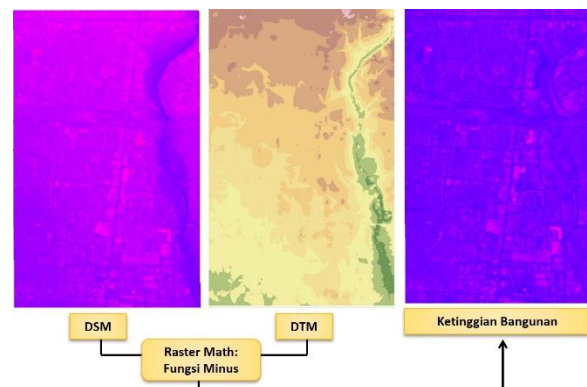 DSM
DTM
Ketinggian Bangunan
Raster Math:
Fungsi Minus